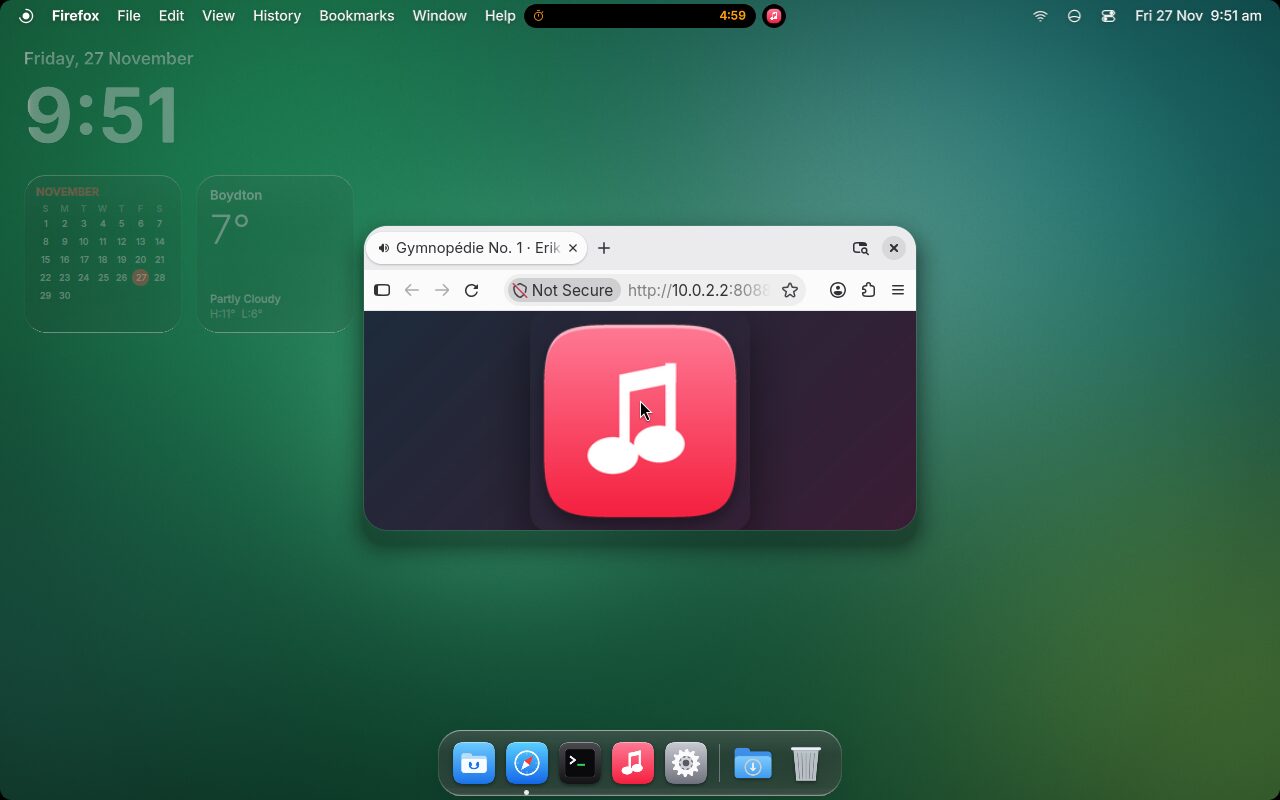 Firefox File Edit View History Bookmarks Window Help 4:59 Fri 27 Nov 9:51 am
Friday, 27 November
9:51
NOVEMBER
S M T W T F S
1 2 3 4 5 6 7
8 9 10 11 12 13 14
15 16 17 18 19 20 21
22 23 24 25 26 27 28
29 30
Boydton
7°
Partly Cloudy
H:11° L:6°
Gymnopédie No. 1 · Erik
Not Secure http://10.0.2.2:8088